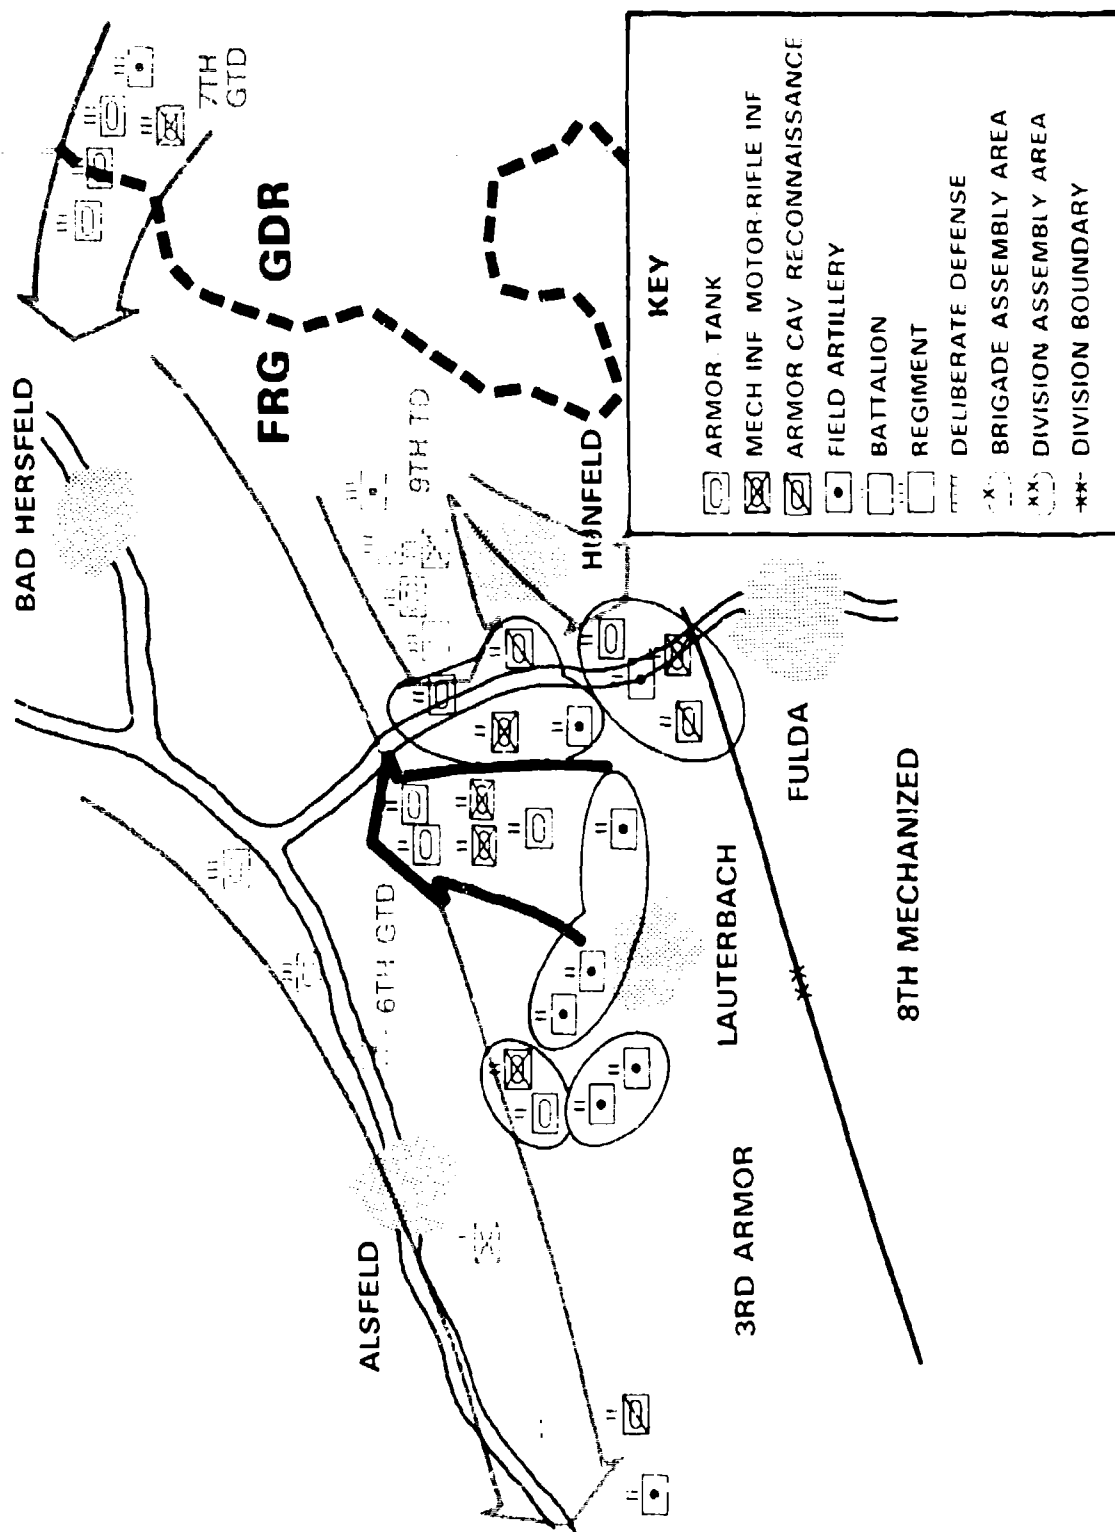 BAD HERSFELD
7TH
GTD
FRG GDR
9TH TD
HUNFELD
6TH GTD
ALSFELD
LAUTERBACH
FULDA
3RD ARMOR
8TH MECHANIZED
KEY
ARMOR TANK
MECH INF MOTOR-RIFLE INF
ARMOR CAV RECONNAISSANCE
FIELD ARTILLERY
BATTALION
REGIMENT
DELIBERATE DEFENSE
BRIGADE ASSEMBLY AREA
DIVISION ASSEMBLY AREA
DIVISION BOUNDARY